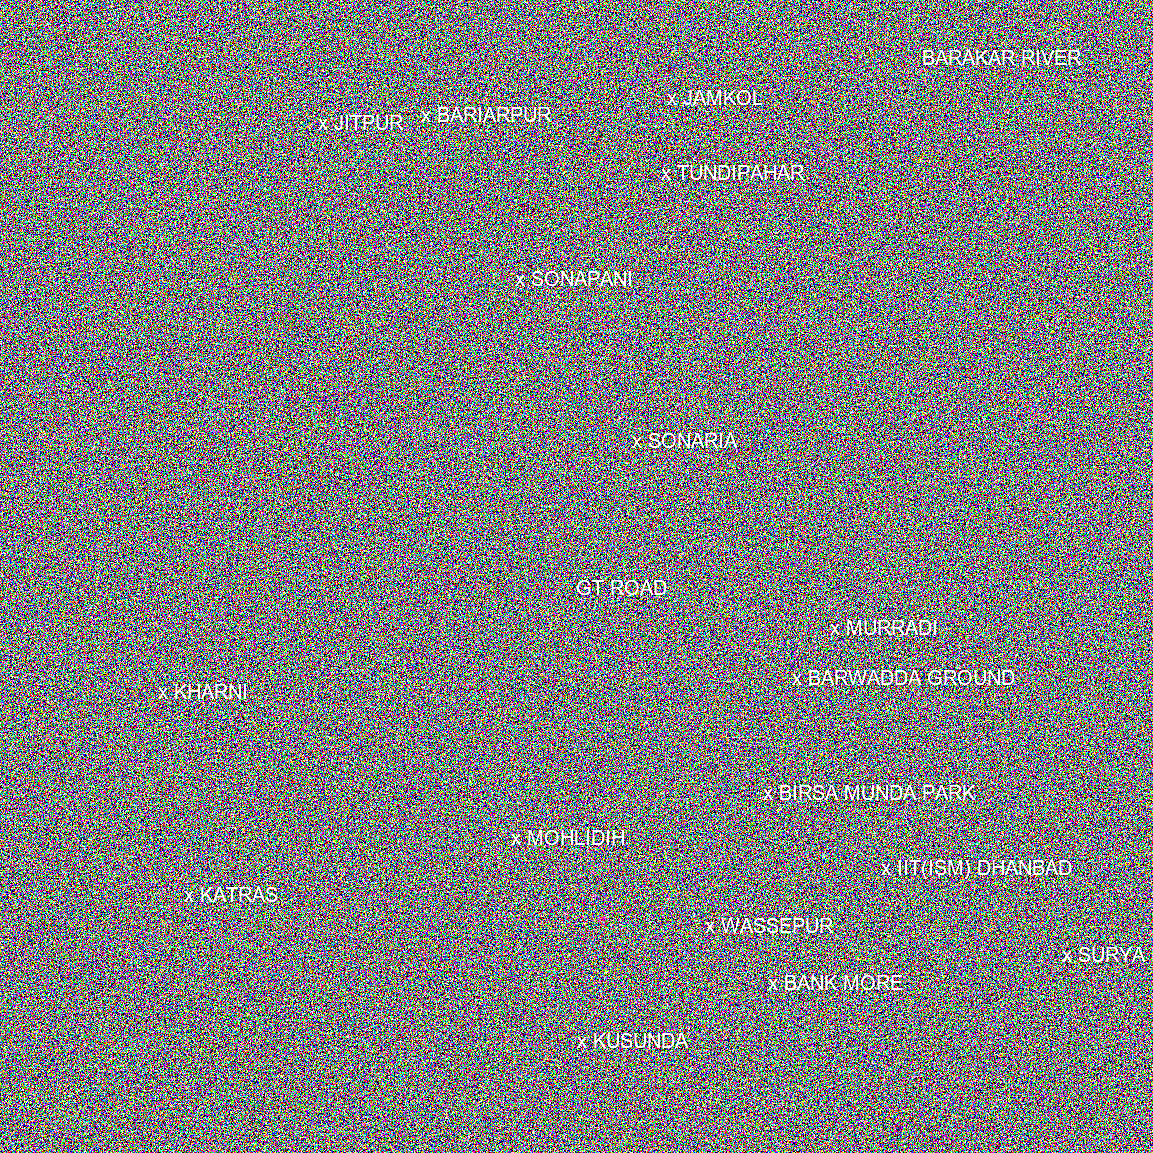 BARAKAR RIVER
x JAMKOL
x BARIARPUR
x JITPUR
x TUNDIPAHAR
x SONAPANI
x SONARIA
GT ROAD
x MURRADI
x BARWADDA GROUND
x KHARNI
x BIRSA MUNDA PARK
x MOHLIDIH
x IIT(ISM) DHANBAD
x KATRAS
x WASSEPUR
x SURYA
x BANK MORE
x KUSUNDA